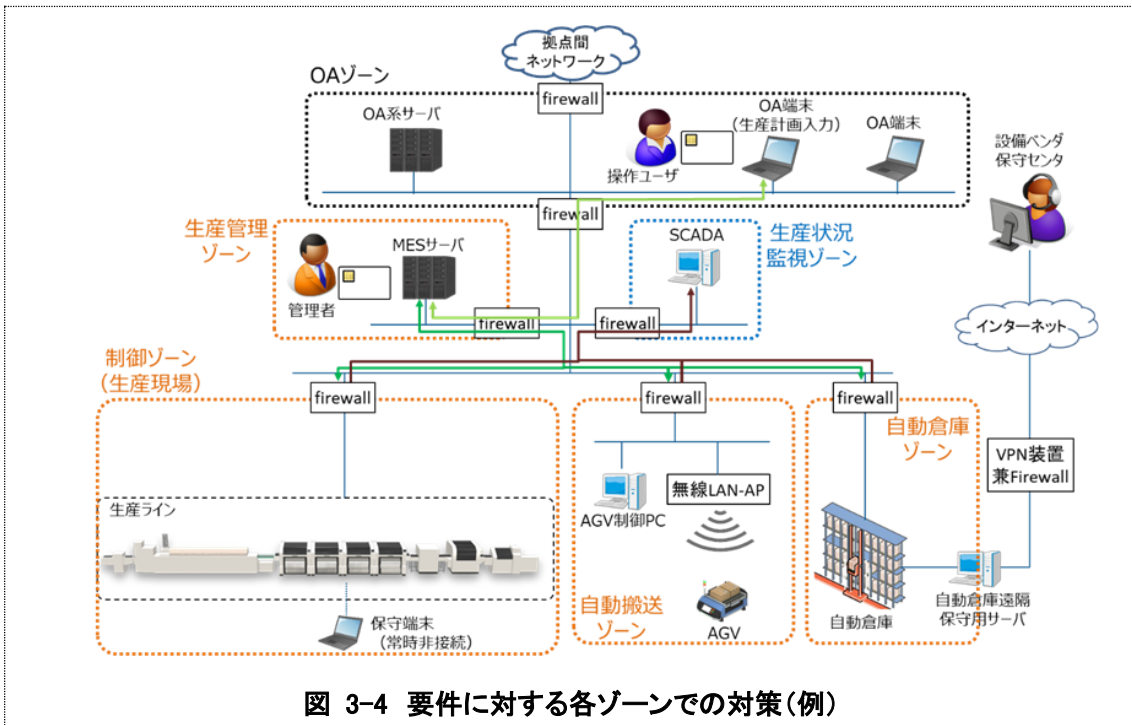 拠点間
ネットワーク
OAゾーン
firewall
OA系サーバ
操作ユーザ
OA端末
(生産計画入力)
OA端末
設備ベンダ
保守センタ
firewall
生産管理
ゾーン
MESサーバ
管理者
SCADA
生産状況
監視ゾーン
firewall
firewall
インターネット
制御ゾーン
(生産現場)
firewall
firewall
firewall
自動倉庫
ゾーン
VPN装置
兼Firewall
生産ライン
AGV制御PC
無線LAN-AP
保守端末
(常時非接続)
自動搬送
ゾーン
AGV
自動倉庫
自動倉庫遠隔
保守用サーバ
図 3-4 要件に対する各ゾーンでの対策(例)